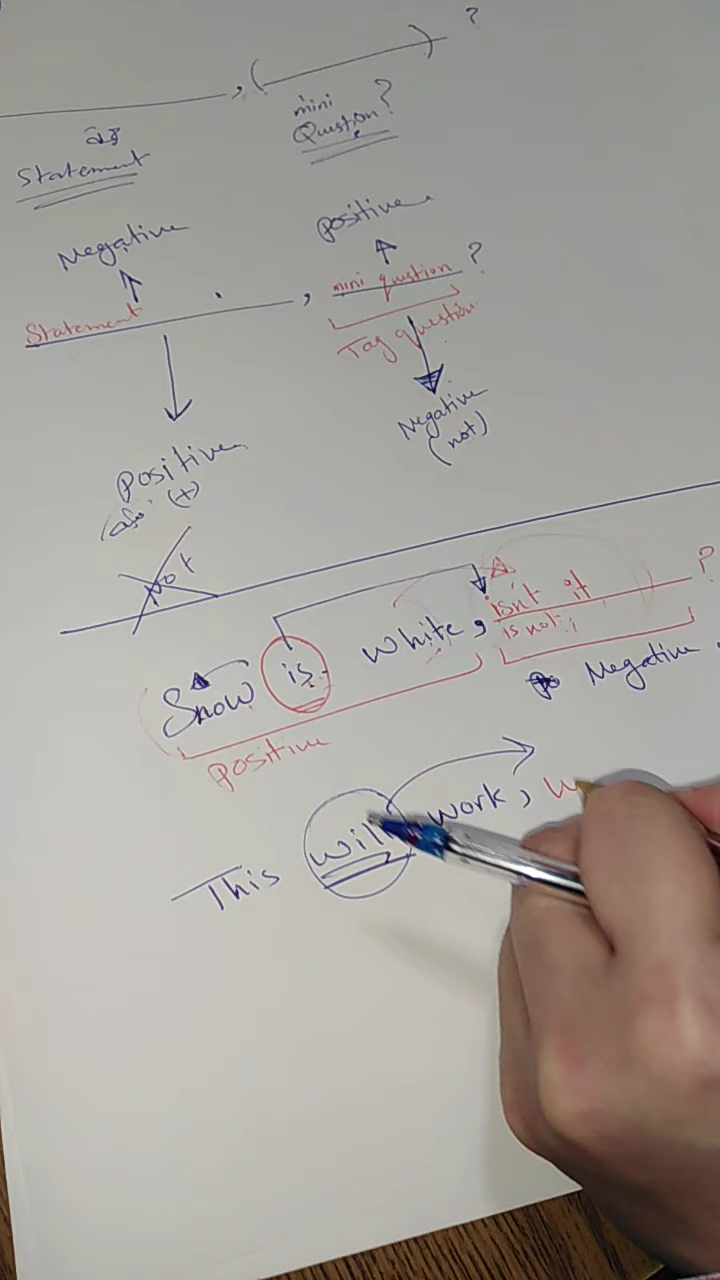 , ( ) ?
mini
Question?
Statement
Negative
positive
Statement , mini question ?
Tag question
Positive
(+)
Negative
(not)
Not
Snow is white, isn't it ?
is not
positive
Negative
This will work, w